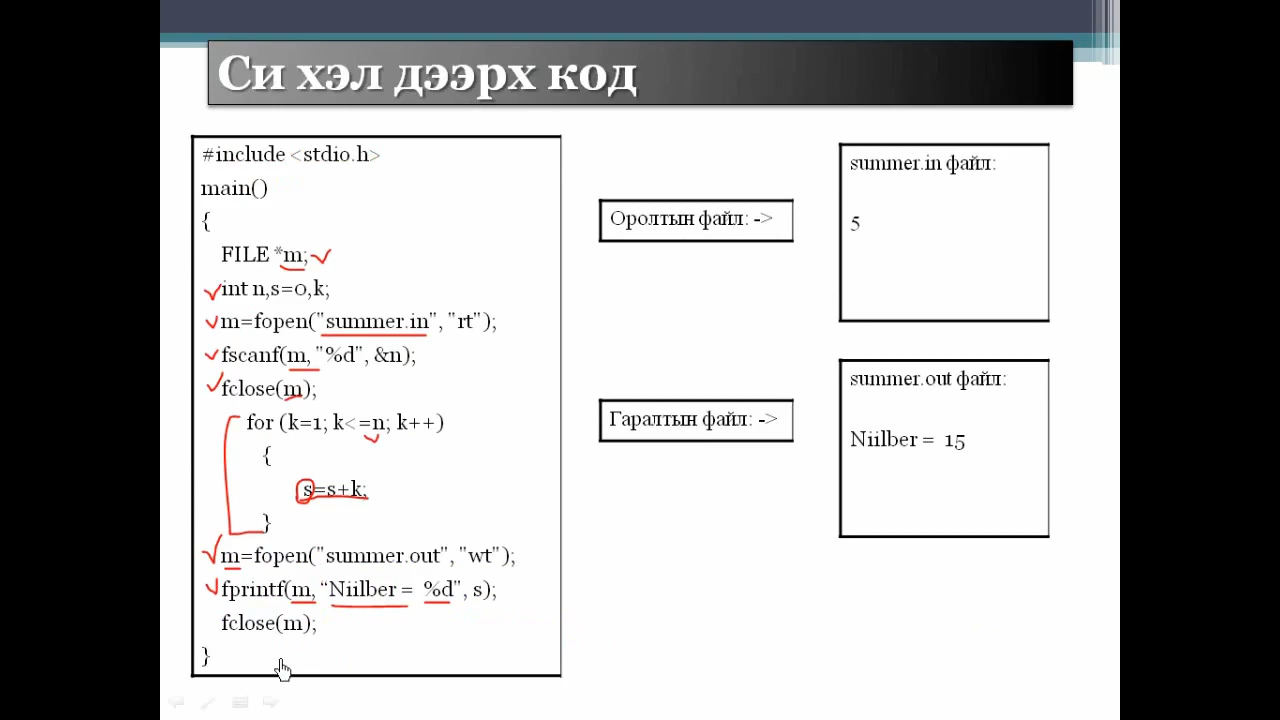 Си хэл дээрх код
#include <stdio.h>
main()
{
FILE *m;
int n,s=0,k;
m=fopen("summer.in", "rt");
fscanf(m, "%d", &n);
fclose(m);
for (k=1; k<=n; k++)
{
s=s+k;
}
m=fopen("summer.out", "wt");
fprintf(m, “Niilber =  %d”, s);
fclose(m);
}
Оролтын файл: ->
summer.in файл:
5
Гаралтын файл: ->
summer.out файл:
Niilber =  15